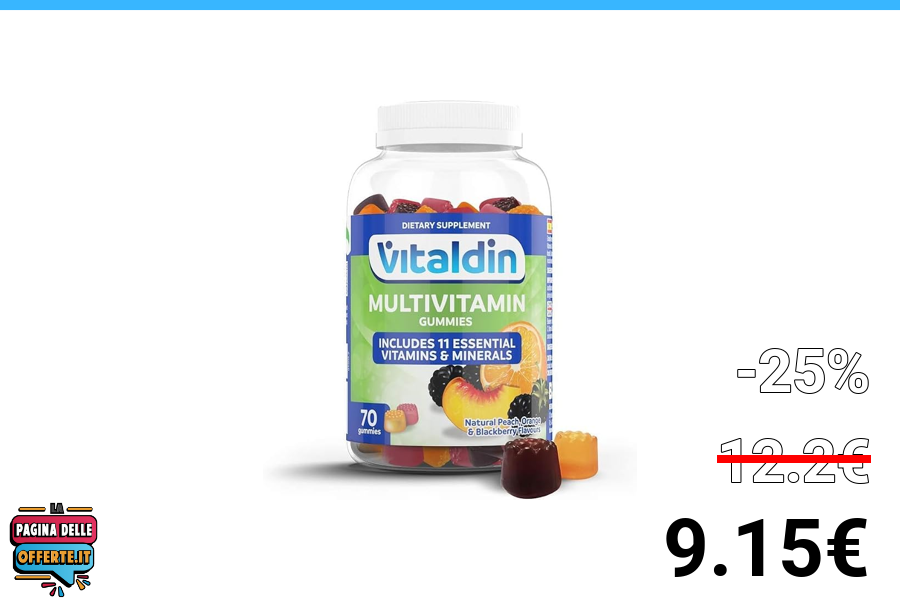 DIETARY SUPPLEMENT
Vitaldin
MULTIVITAMIN
GUMMIES
INCLUDES 11 ESSENTIAL
VITAMINS & MINERALS
70
gummies
Natural Peach, Orange
& Blackberry Flavours
-25%
12.2€
9.15€
LA
PAGINA DELLE
OFFERTE.IT